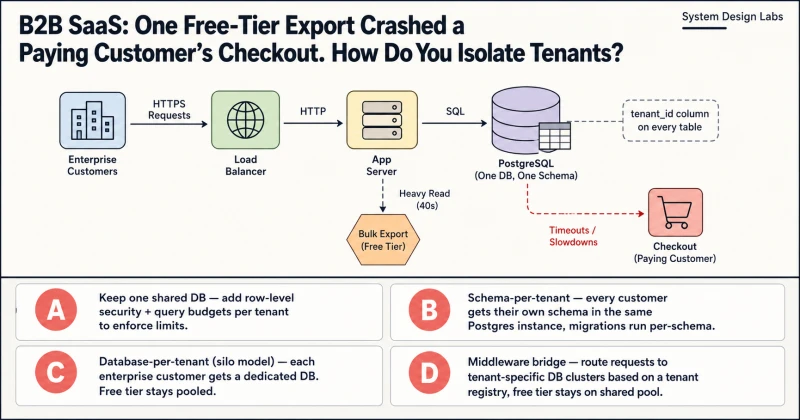 B2B SaaS: One Free-Tier Export Crashed a
Paying Customer's Checkout. How Do You Isolate Tenants?
System Design Labs
Enterprise
Customers
HTTPS
Requests
Load
Balancer
HTTP
App
Server
SQL
PostgreSQL
(One DB, One Schema)
tenant_id column
on every table
Heavy Read
(40s)
Bulk Export
(Free Tier)
Timeouts /
Slowdowns
Checkout
(Paying Customer)
A
Keep one shared DB — add row-level
security + query budgets per tenant
to enforce limits.
B
Schema-per-tenant — every customer
gets their own schema in the same
Postgres instance, migrations run per-schema.
C
Database-per-tenant (silo model) — each
enterprise customer gets a dedicated DB.
Free tier stays pooled.
D
Middleware bridge — route requests to
tenant-specific DB clusters based on a tenant
registry, free tier stays on shared pool.